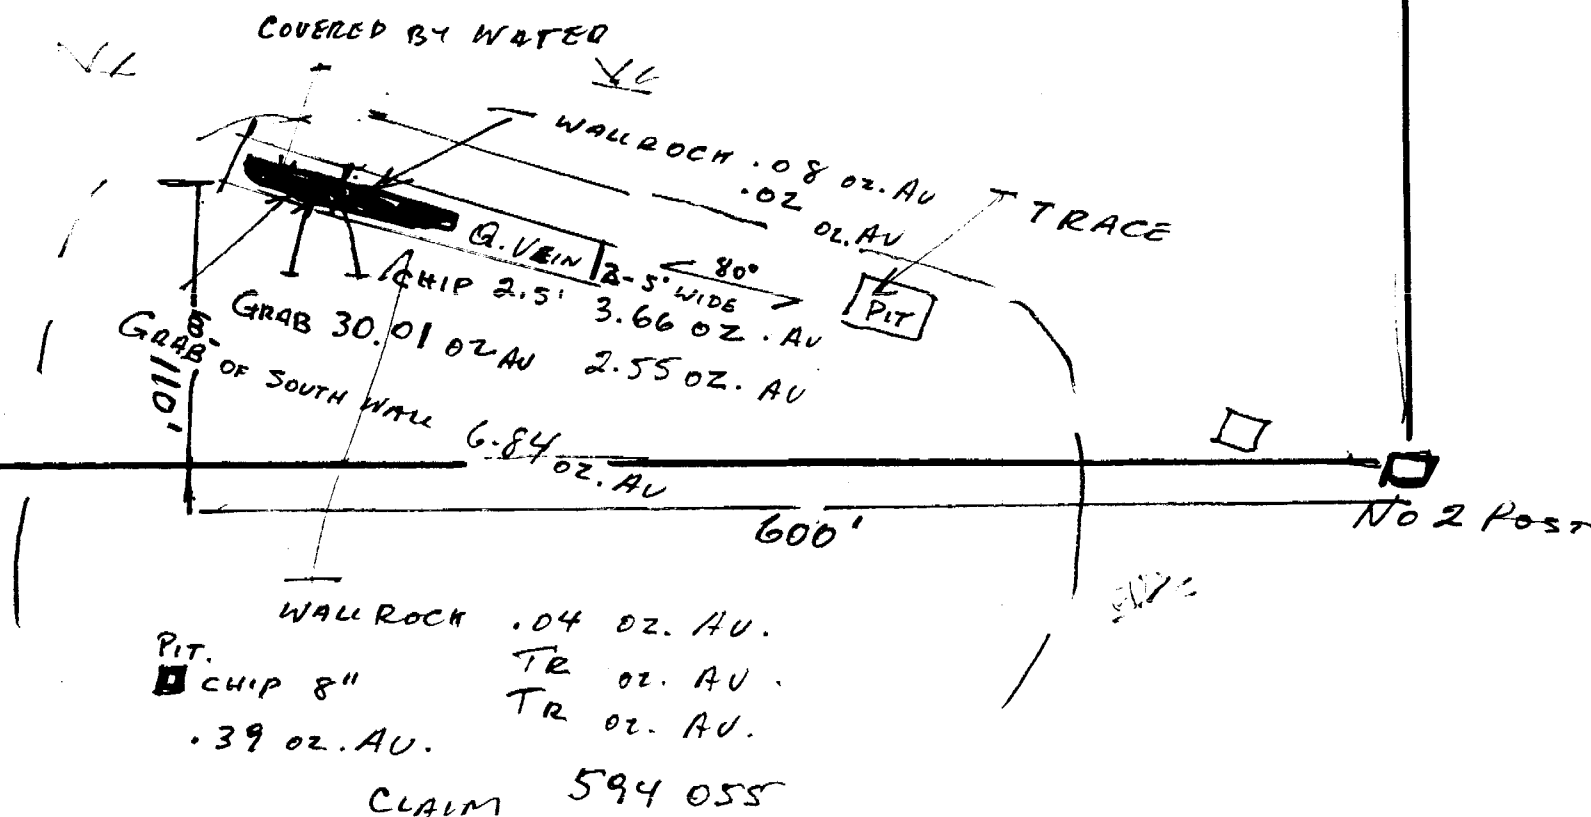 COVERED BY WATER
WALLROCK .08 OZ. AU
.02 OZ. AU
TRACE
Q. VEIN
2-5' WIDE
80°
PIT
CHIP 2.5' 3.66 OZ. AU
GRAB 30.01 OZ AU 2.55 OZ. AU
GRAB OF SOUTH WALL 6.84 OZ. AU
110'
600'
NO 2 POST
WALLROCK .04 OZ. AU.
TR OZ. AU.
TR OZ. AU.
PIT.
CHIP 8"
.39 OZ. AU.
CLAIM 594 055